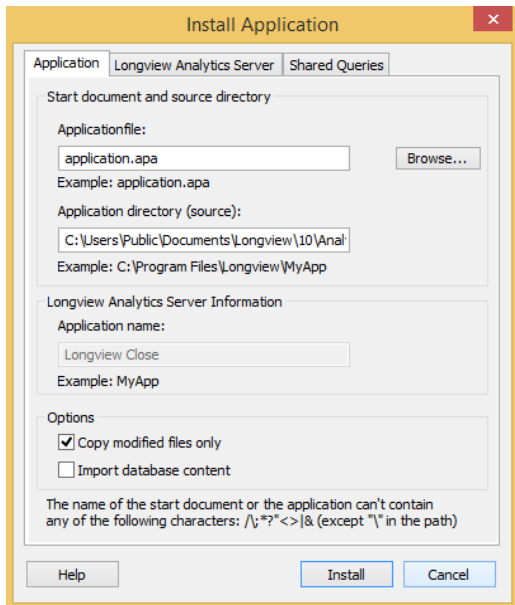 Install Application
Application
Longview Analytics Server
Shared Queries
Start document and source directory
Applicationfile:
application.apa
Browse...
Example: application.apa
Application directory (source):
C:\Users\Public\Documents\Longview\10\Anal
Example: C:\Program Files\Longview\MyApp
Longview Analytics Server Information
Application name:
Longview Close
Example: MyApp
Options
Copy modified files only
Import database content
The name of the start document or the application can't contain
any of the following characters: /\;*?"<>|& (except "\" in the path)
Help
Install
Cancel